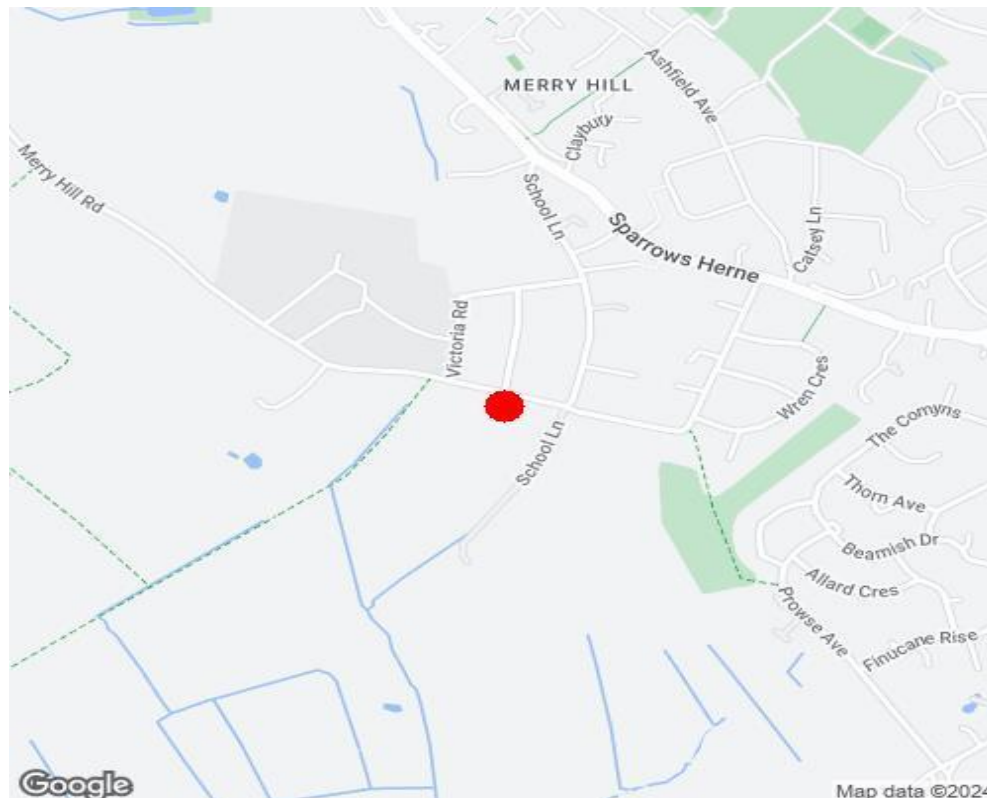 MERRY HILL
Ashfield Ave
Claybury
Merry Hill Rd
School Ln
Sparrows Herne
Catsey Ln
Victoria Rd
Wren Cres
The Comyns
School Ln
Thorn Ave
Beamish Dr
Allard Cres
Prowse Ave
Finucane Rise
Google
Map data ©2024